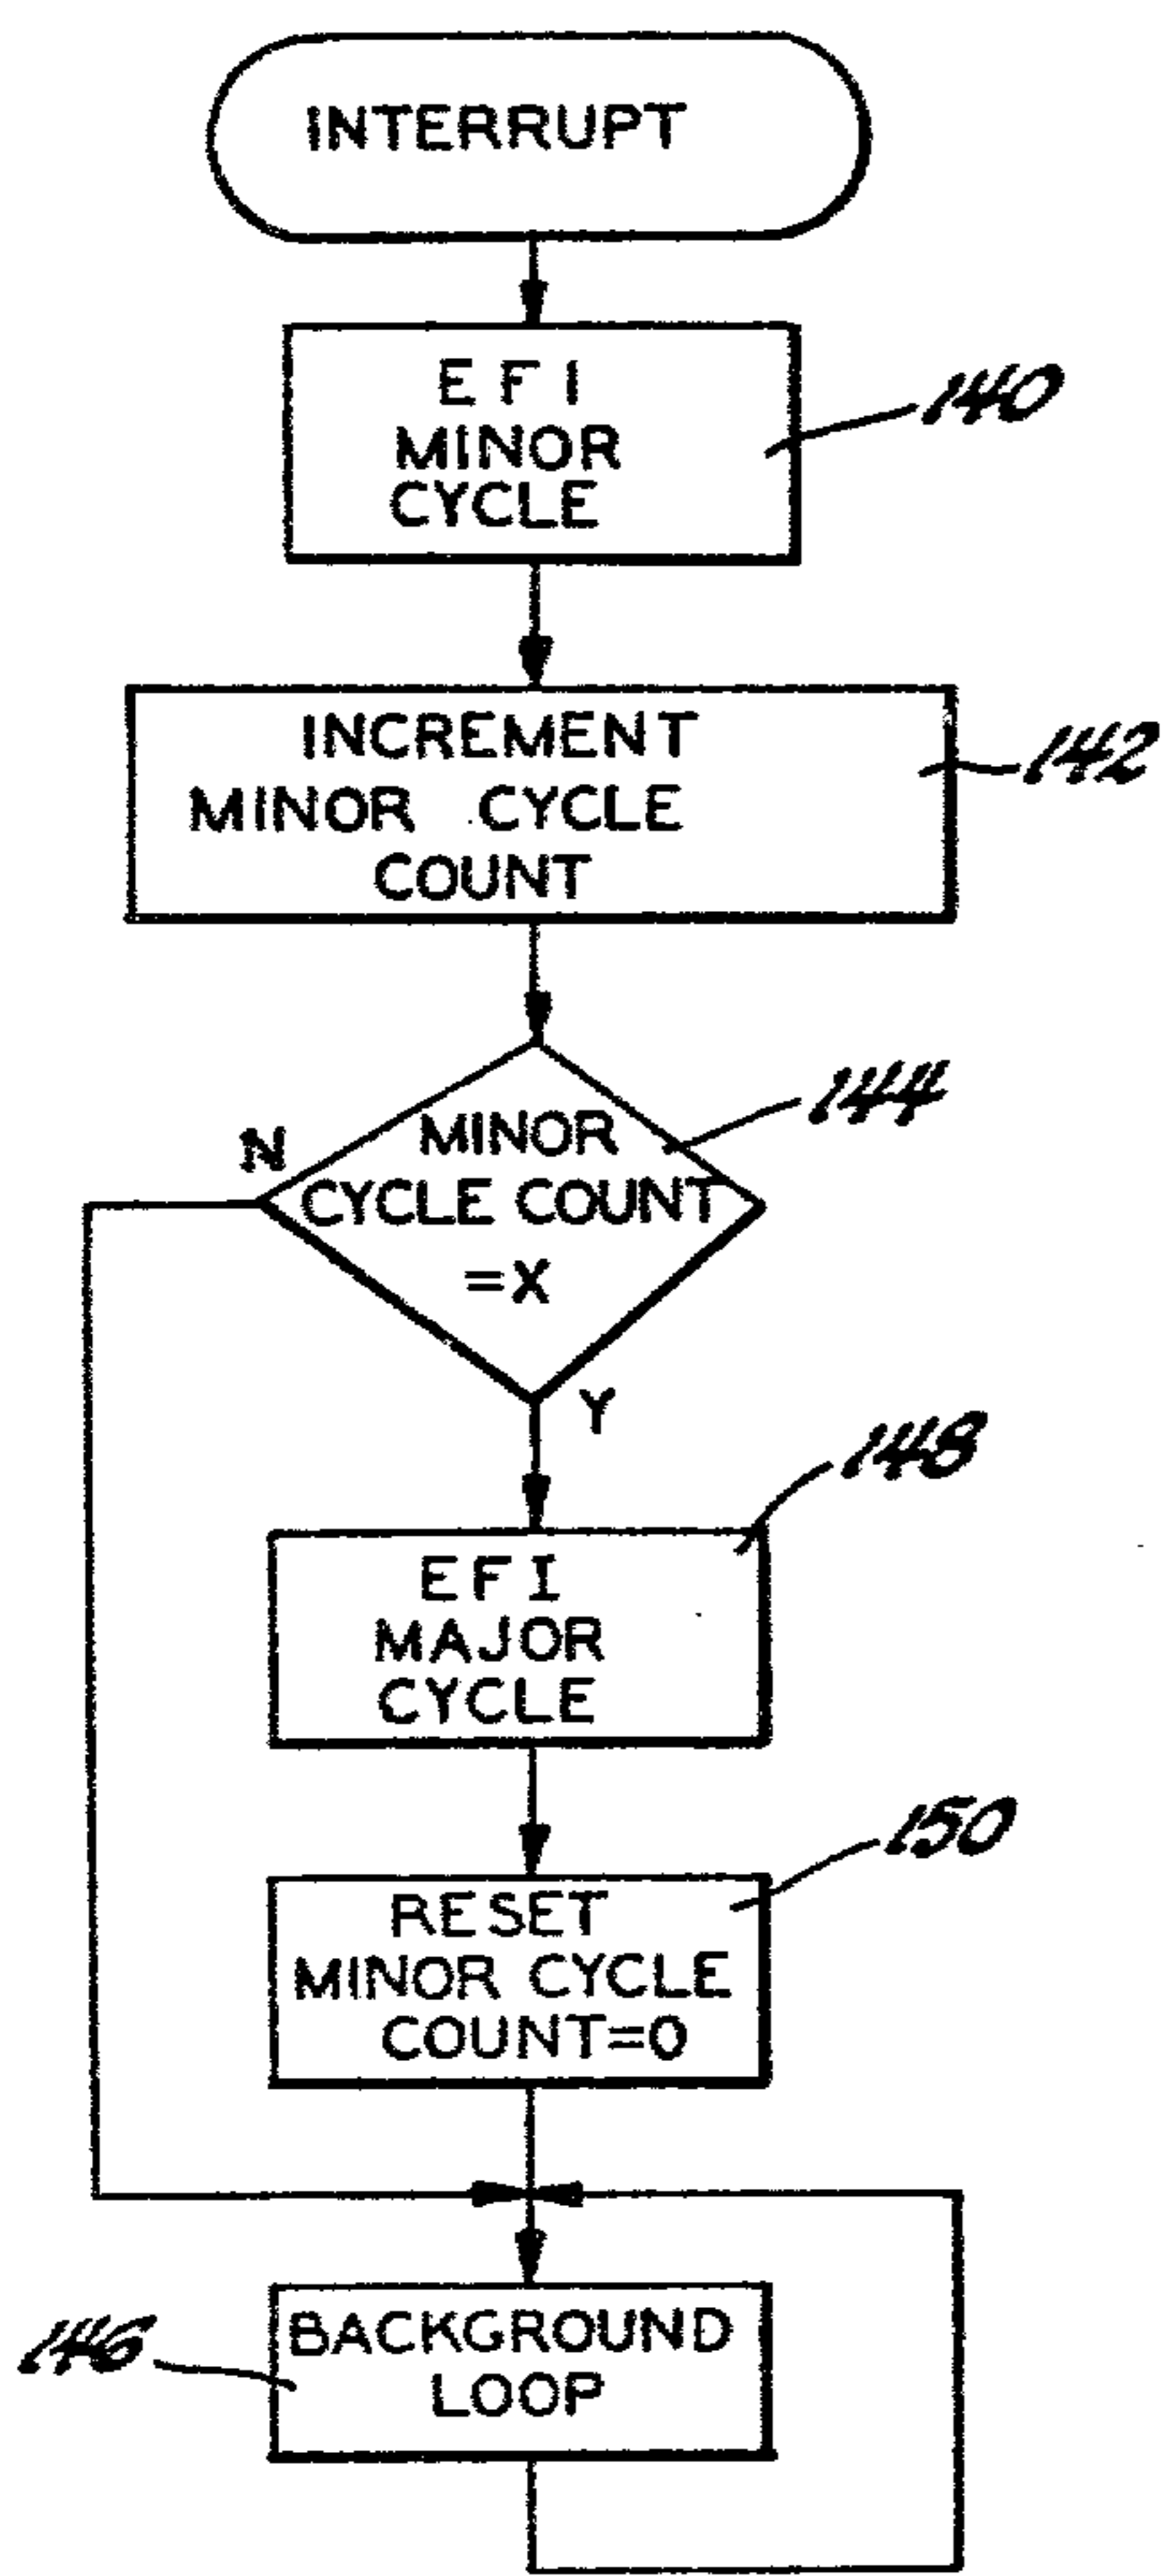 INTERRUPT
EFI
MINOR
CYCLE
140
INCREMENT
MINOR CYCLE
COUNT
142
144
N
MINOR
CYCLE COUNT
=X
Y
148
EFI
MAJOR
CYCLE
150
RESET
MINOR CYCLE
COUNT=0
146
BACKGROUND
LOOP